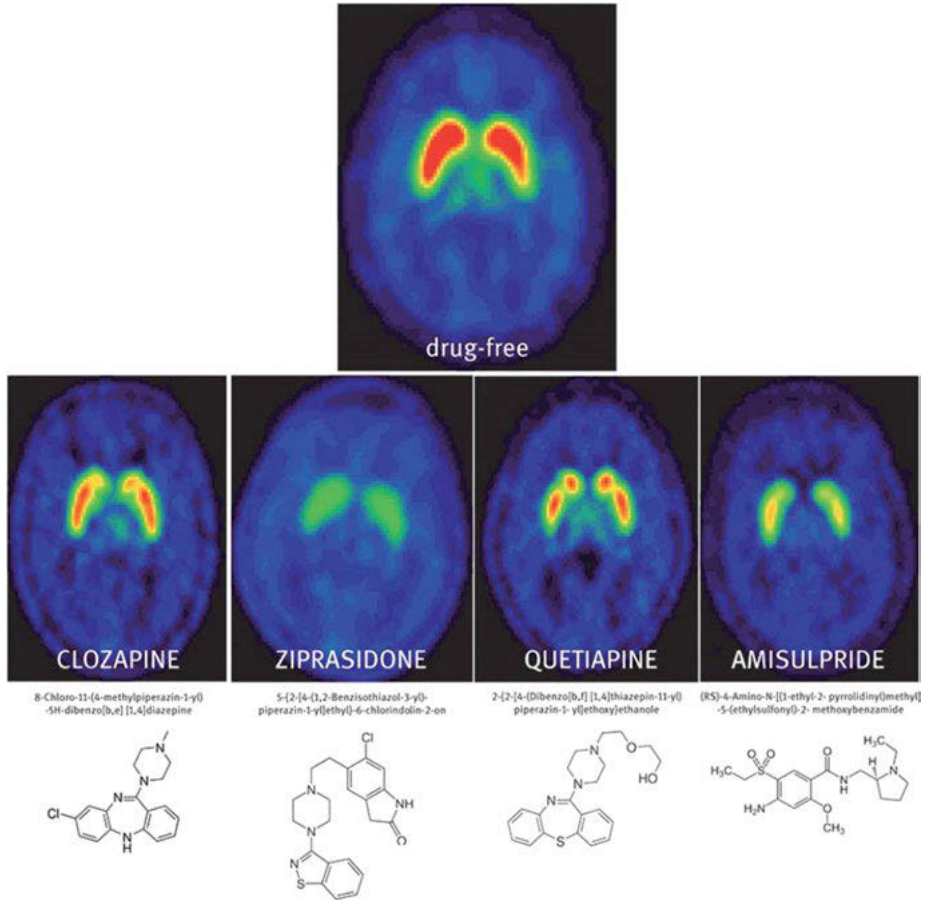 drug-free
CLOZAPINE
ZIPRASIDONE
QUETIAPINE
AMISULPRIDE
8-Chloro-11-(4-methylpiperazin-1-yl)
-5H-dibenzo[b,e] [1,4]diazepine
5-{2-[4-(1,2-Benzisothiazol-3-yl)-
piperazin-1-yl]ethyl}-6-chlorindolin-2-on
2-{2-[4-(Dibenzo[b,f] [1,4]thiazepin-11-yl)
piperazin-1- yl]ethoxy}ethanole
(RS)-4-Amino-N-[(1-ethyl-2- pyrrolidinyl)methyl]
-5-(ethylsulfonyl)-2- methoxybenzamide
N
N
N
Cl
N
H
Cl
N
NH
O
N
N
S
N
O
HO
N
N
S
O
O
S
H3C
O
N
H
H
N
CH3
H2N
O
CH3